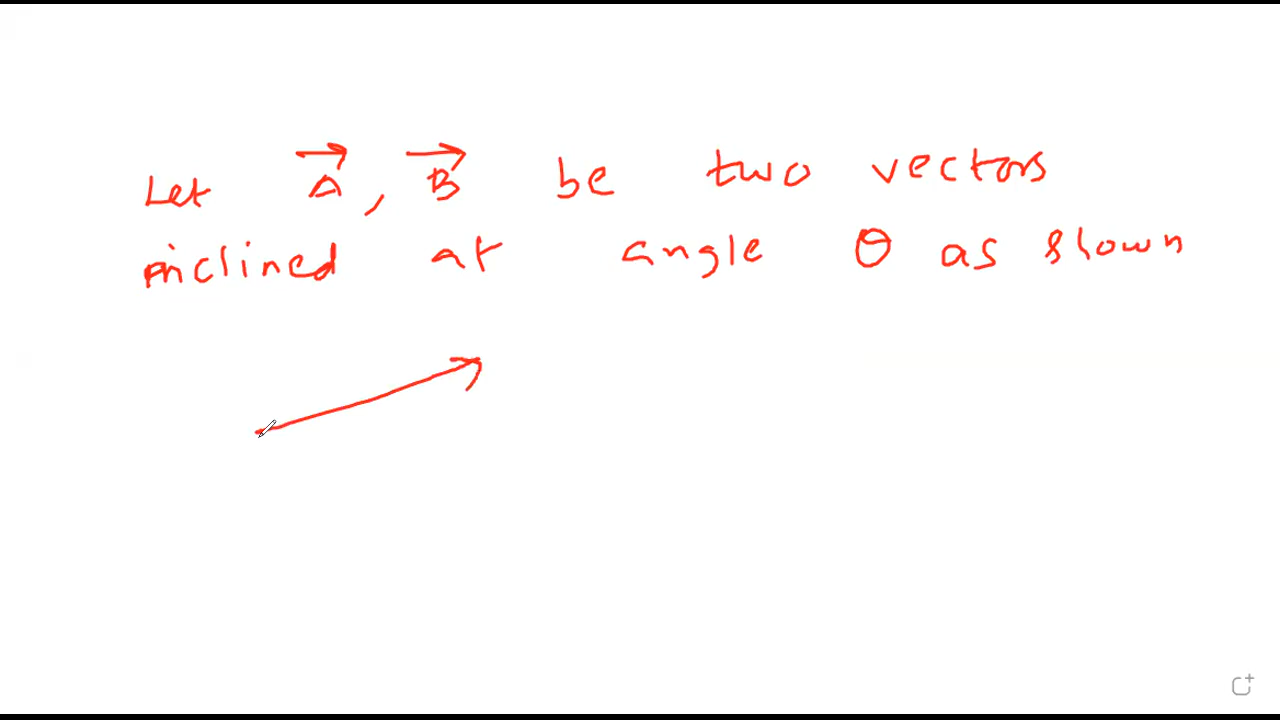 Let A⃗, B⃗ be two vectors
inclined at angle θ as shown